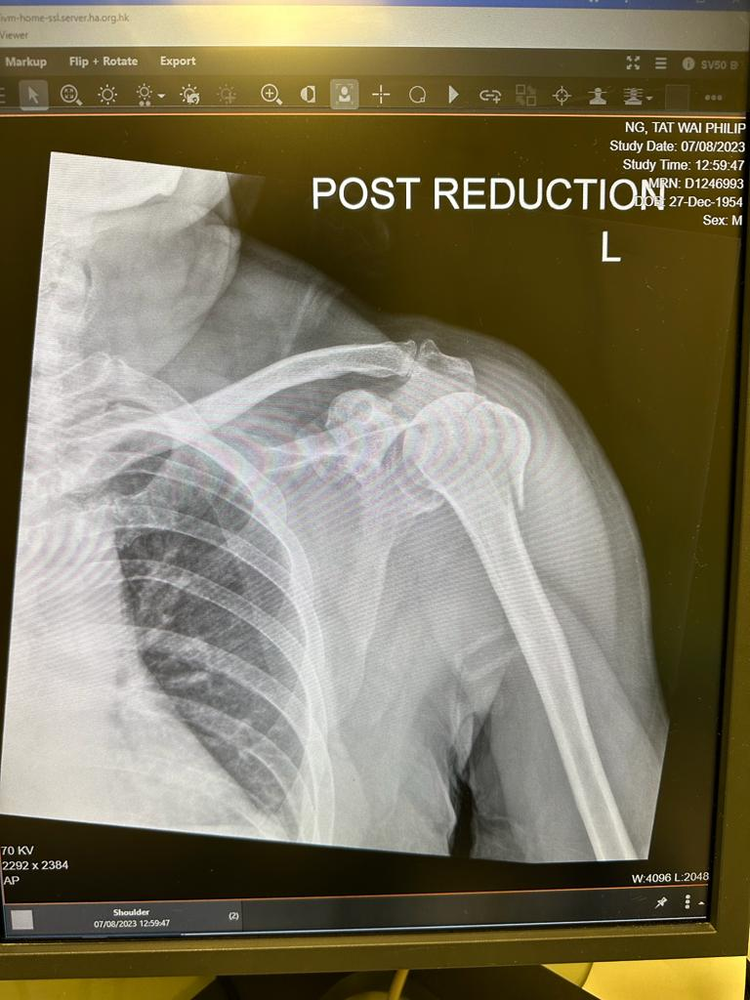 ivm-home-ssl.server.ha.org.hk
Viewer
Markup Flip + Rotate Export
SV50 B
NG, TAT WAI PHILIP
Study Date: 07/08/2023
Study Time: 12:59:47
POST REDUCTION
MRN: D1246993
DOB: 27-Dec-1954
Sex: M
L
70 KV
2292 x 2384
AP
W:4096 L:2048
Shoulder
(2)
07/08/2023 12:59:47